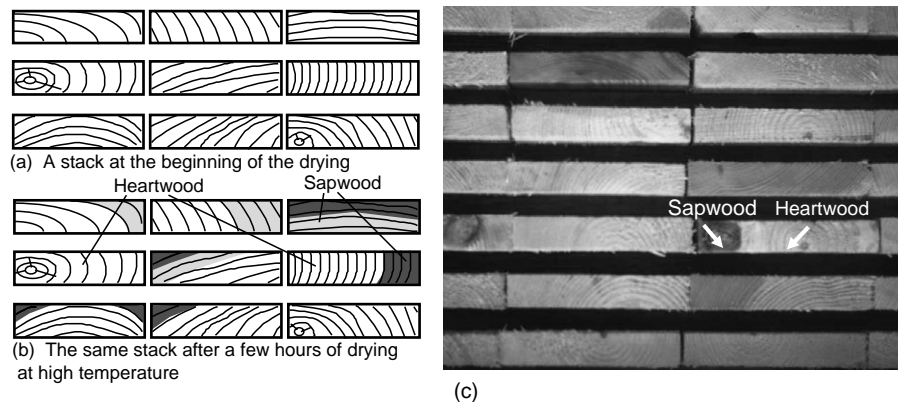 (a) A stack at the beginning of the drying
Heartwood
Sapwood
(b) The same stack after a few hours of drying
at high temperature
Sapwood
Heartwood
(c)